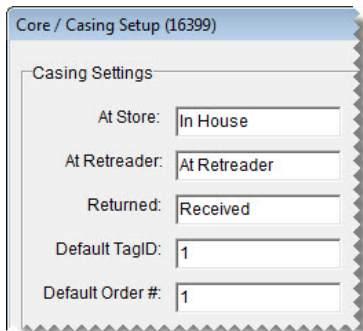 Core / Casing Setup (16399)
Casing Settings
At Store: In House
At Retreader: At Retreader
Returned: Received
Default TagID: 1
Default Order #: 1